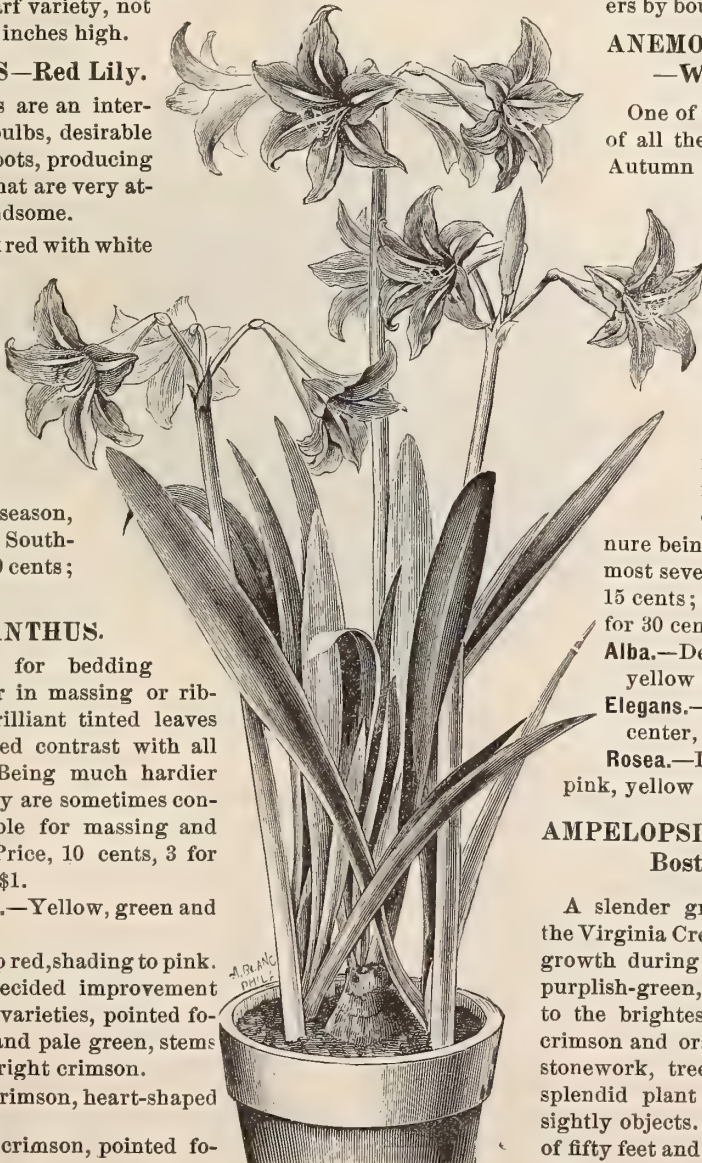 arf variety, not
inches high.
S—Red Lily.
s are an inter-
bulbs, desirable
pots, producing
hat are very at-
dsome.
red with white
season,
South-
cents;
NTHUS.
for bedding
r in massing or rib-
rilliant tinted leaves
ed contrast with all
Being much hardier
y are sometimes con-
ble for massing and
Price, 10 cents, 3 for
$1.
.—Yellow, green and
p red, shading to pink.
ecided improvement
varieties, pointed fo-
and pale green, stems
right crimson.
rimson, heart-shaped
crimson, pointed fo-
A. BLANC
PHILA
ers by bou
ANEMO
—W
One of
of all the
Autumn
nure bein
most seve
15 cents;
for 30 cen
Alba.—De
yellow
Elegans.—
center,
Rosea.—
pink, yellow
AMPELOPSI
Bost
A slender gr
the Virginia Cre
growth during
purplish-green,
to the brightes
crimson and or
stonework, tree
splendid plant
sightly objects.
of fifty feet and